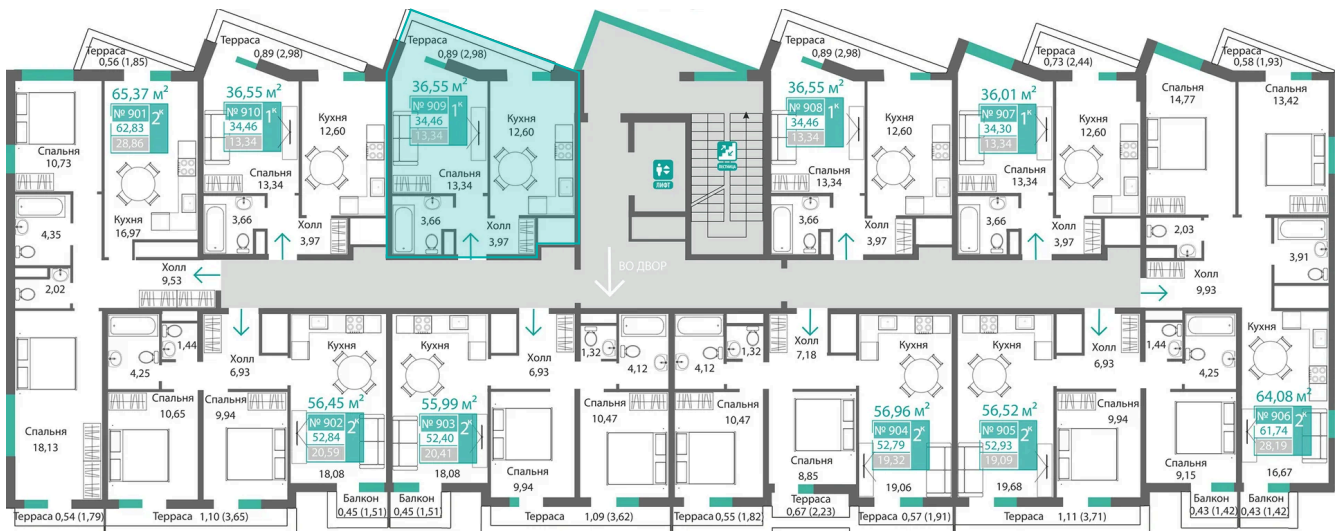 Терраса
0,56 (1,85)
65,37 м²
№ 901
62,83
28,86
2ᴷ
Спальня
10,73
Кухня
16,97
4,35
2,02
Холл
9,53
Спальня
18,13
Терраса 0,54 (1,79)
Терраса
0,89 (2,98)
36,55 м²
№ 910
34,46
13,34
1ᴷ
Кухня
12,60
Спальня
13,34
3,66
Холл
3,97
Терраса
0,89 (2,98)
36,55 м²
№ 909
34,46
13,34
1ᴷ
Кухня
12,60
Спальня
13,34
3,66
Холл
3,97
ЛИФТ
ВО ДВОР
Терраса
0,89 (2,98)
36,55 м²
№ 908
34,46
13,34
1ᴷ
Кухня
12,60
Спальня
13,34
3,66
Холл
3,97
Терраса
0,73 (2,44)
36,01 м²
№ 907
34,30
13,34
1ᴷ
Кухня
12,60
Спальня
13,34
3,66
Холл
3,97
Терраса
0,58 (1,93)
Спальня
14,77
Спальня
13,42
2,03
3,91
Холл
9,93
Кухня
64,08 м²
№ 906
61,74
28,19
2ᴷ
16,67
Балкон
0,43 (1,42)
1,44
4,25
Холл
6,93
Кухня
Спальня
10,65
Спальня
9,94
56,45 м²
№ 902
52,84
20,59
2ᴷ
18,08
Балкон
0,45 (1,51)
Терраса 1,10 (3,65)
Кухня
55,99 м²
№ 903
52,40
20,41
2ᴷ
18,08
Балкон
0,45 (1,51)
Холл
6,93
1,32
4,12
Спальня
9,94
Спальня
10,47
Терраса 1,09 (3,62)
4,12
1,32
Холл
7,18
Кухня
Спальня
10,47
Спальня
8,85
56,96 м²
№ 904
52,79
19,32
2ᴷ
19,06
Терраса 0,55 (1,82)
Терраса
0,67 (2,23)
Терраса 0,57 (1,91)
Кухня
56,52 м²
№ 905
52,93
19,09
2ᴷ
19,68
Холл
6,93
1,44
4,25
Спальня
9,94
Спальня
9,15
Терраса 1,11 (3,71)
Балкон
0,43 (1,42)